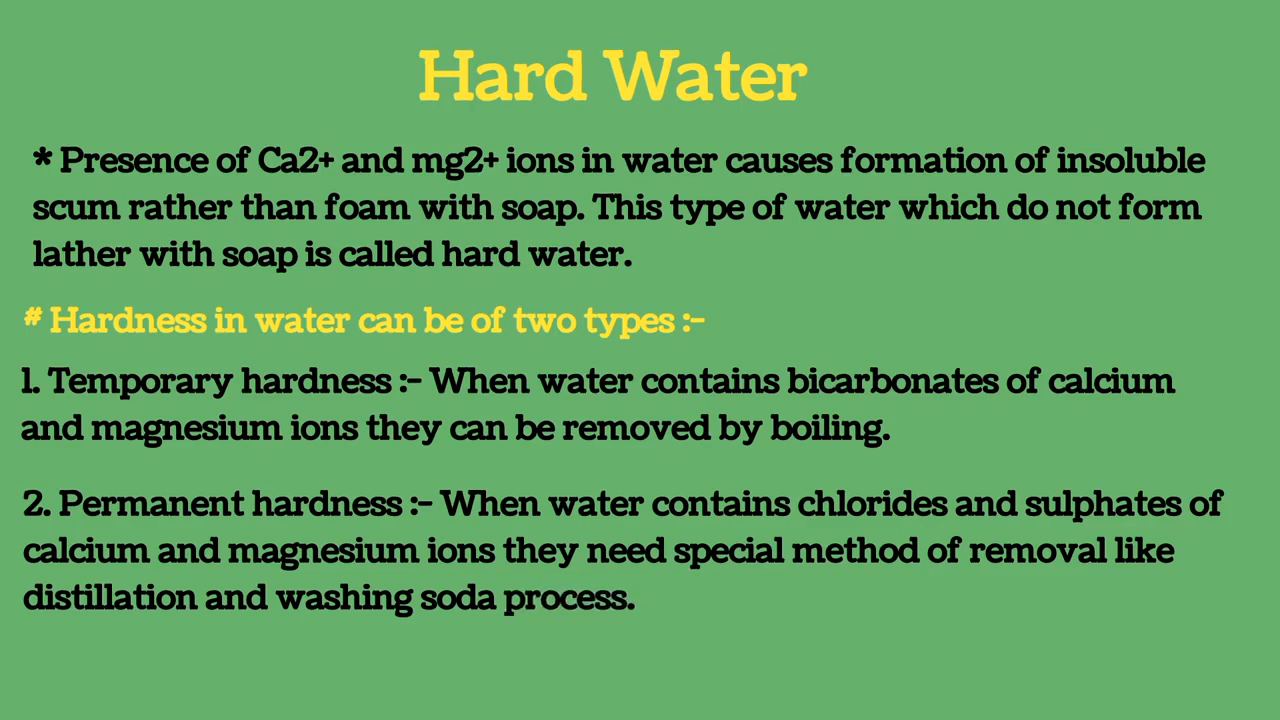 Hard Water
* Presence of Ca2+ and mg2+ ions in water causes formation of insoluble
scum rather than foam with soap. This type of water which do not form
lather with soap is called hard water.
# Hardness in water can be of two types :-
1. Temporary hardness :- When water contains bicarbonates of calcium
and magnesium ions they can be removed by boiling.
2. Permanent hardness :- When water contains chlorides and sulphates of
calcium and magnesium ions they need special method of removal like
distillation and washing soda process.